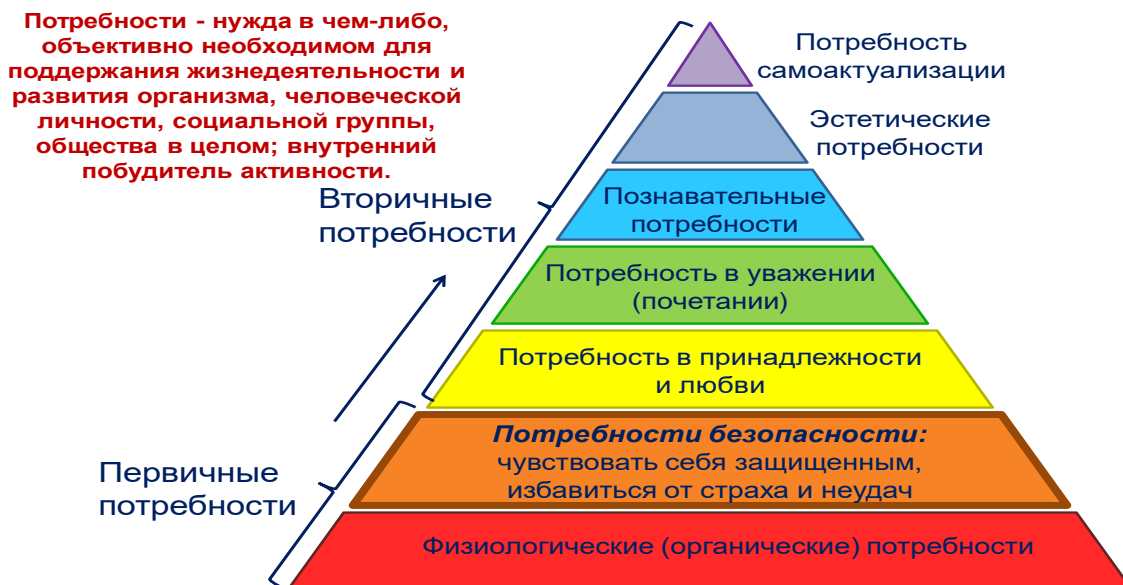 Потребности - нужда в чем-либо,
объективно необходимом для
поддержания жизнедеятельности и
развития организма, человеческой
личности, социальной группы,
общества в целом; внутренний
побудитель активности.
Потребность
самоактуализации
Эстетические
потребности
Вторичные
потребности
Познавательные
потребности
Потребность в уважении
(почетании)
Потребность в принадлежности
и любви
Первичные
потребности
Потребности безопасности:
чувствовать себя защищенным,
избавиться от страха и неудач
Физиологические (органические) потребности